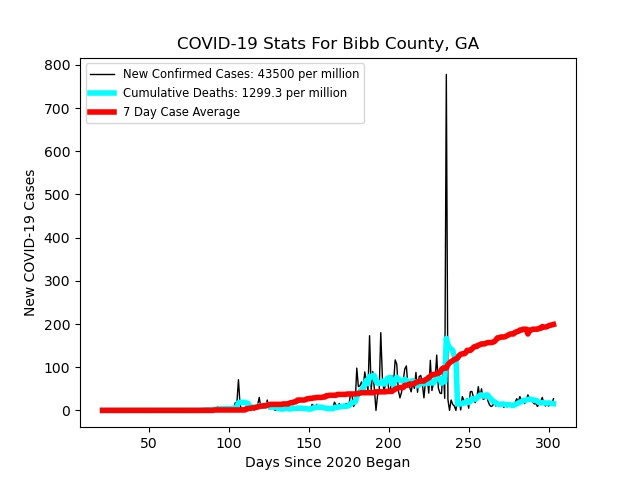 COVID-19 Stats For Bibb County, GA
New Confirmed Cases: 43500 per million
Cumulative Deaths: 1299.3 per million
7 Day Case Average
New COVID-19 Cases
800
700
600
500
400
300
200
100
0
50 100 150 200 250 300
Days Since 2020 Began